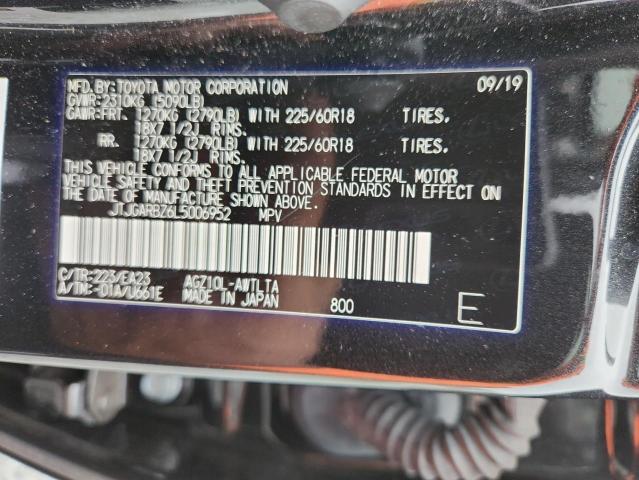 MFD.BY:TOYOTA MOTOR CORPORATION 09/19
GVWR:2310KG (5090LB)
GAWR:FRT. 1270KG (2790LB) WITH 225/60R18 TIRES.
18X7 1/2J RIMS.
RR. 1270KG (2790LB) WITH 225/60R18 TIRES.
18X7 1/2J RIMS.
THIS VEHICLE CONFORMS TO ALL APPLICABLE FEDERAL MOTOR
VEHICLE SAFETY AND THEFT PREVENTION STANDARDS IN EFFECT ON
THE DATE OF MANUFACTURE SHOWN ABOVE.
JTJGARBZ6L5006952 MPV
C/TR:223/EA23 AGZ10L-AWTLTA
A/TM:-01A/U661E MADE IN JAPAN 800 E